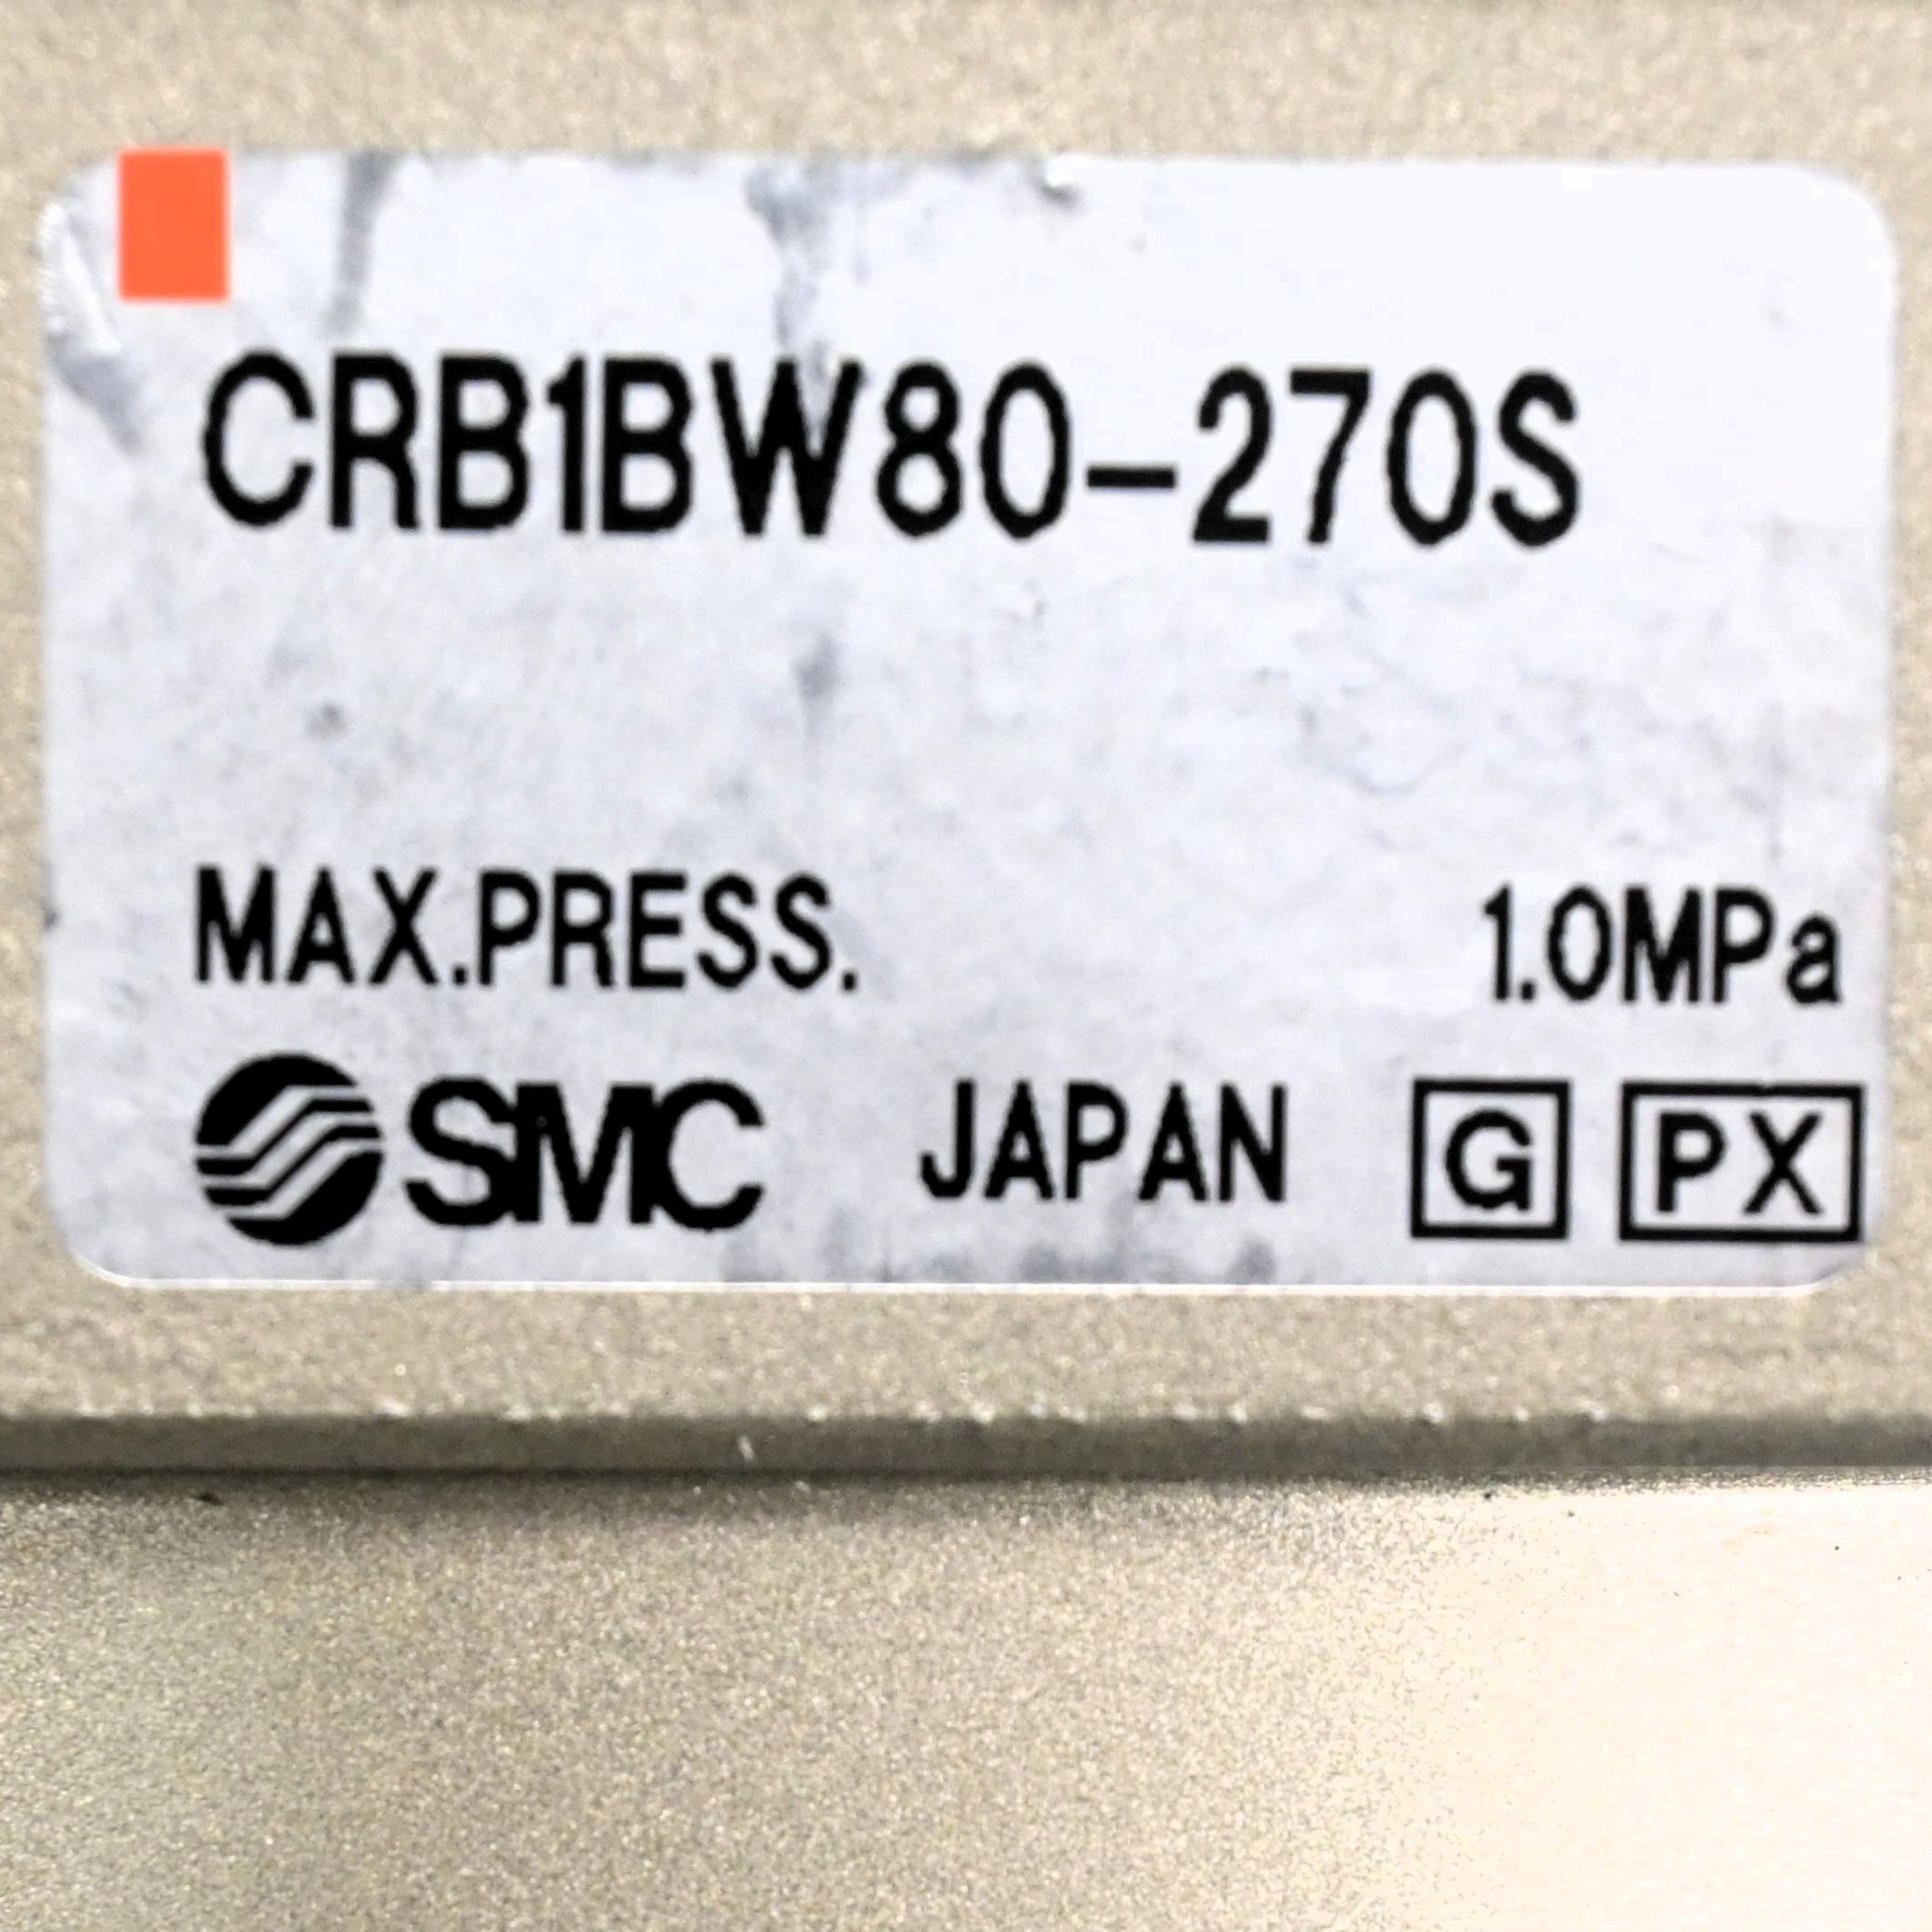 CRB1BW80-270S
MAX.PRESS. 1.0MPa
SMC JAPAN G PX